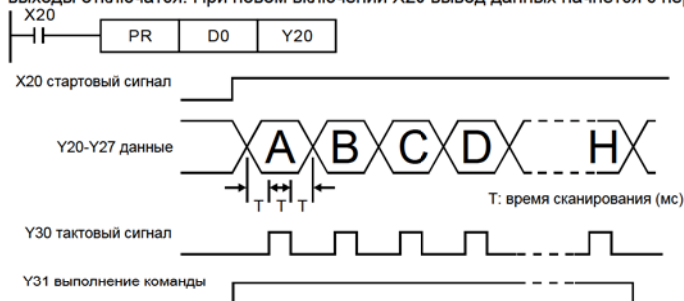 выходы отключатся. При новом включении X20 вывод данных начнется с
X20
PR D0 Y20
X20 стартовый сигнал
Y20-Y27 данные
A B C D H
T T T
T: время сканирования (мс)
Y30 тактовый сигнал
Y31 выполнение команды